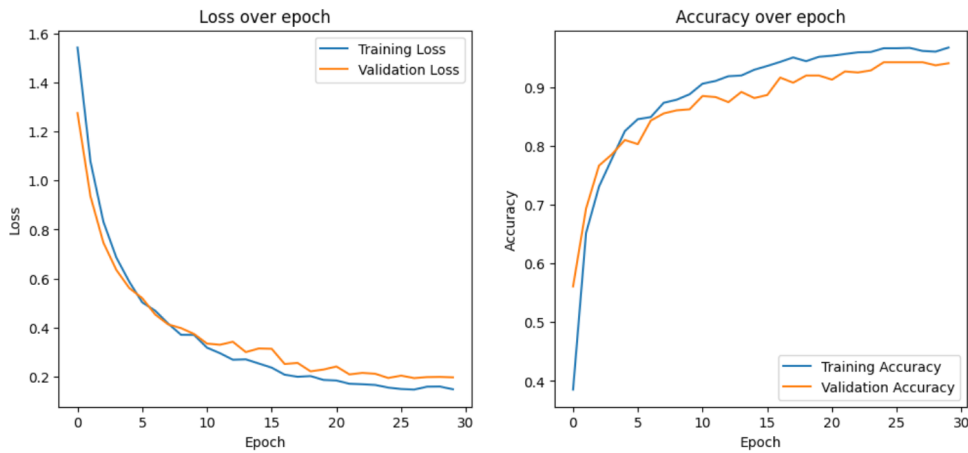 Loss over epoch
1.6
1.4
1.2
1.0
0.8
0.6
0.4
0.2
Loss
0 5 10 15 20 25 30
Epoch
Training Loss
Validation Loss
Accuracy over epoch
0.9
0.8
0.7
0.6
0.5
0.4
Accuracy
0 5 10 15 20 25 30
Epoch
Training Accuracy
Validation Accuracy